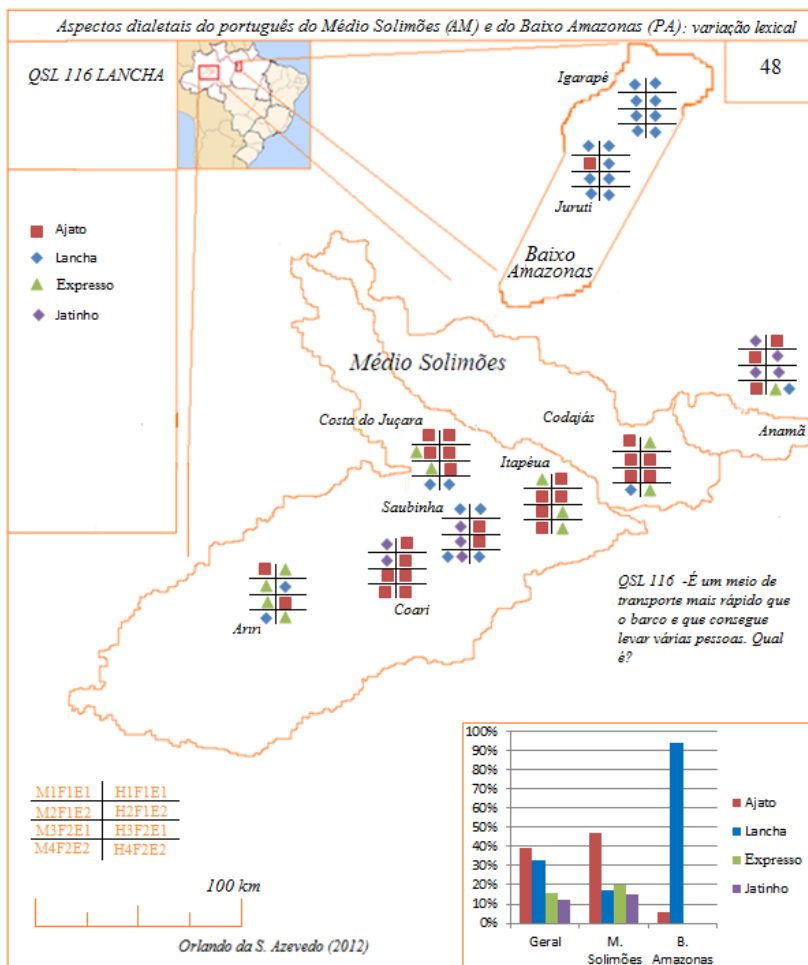 Aspectos dialetais do português do Médio Solimões (AM) e do Baixo Amazonas (PA): variação lexical
QSL 116 LANCHA
48
Igarapé
Juruti
Baixo
Amazonas
Ajato
Lancha
Expresso
Jatinho
Médio Solimões
Costa do Juçara
Codajás
Anamã
Itapéua
Saubinha
Coari
Ariri
QSL 116 -É um meio de
transporte mais rápido que
o barco e que consegue
levar várias pessoas. Qual
é?
M1F1E1 H1F1E1
M2F1E2 H2F1E2
M3F2E1 H3F2E1
M4F2E2 H4F2E2
100 km
Orlando da S. Azevedo (2012)
100%
90%
80%
70%
60%
50%
40%
30%
20%
10%
0%
Geral
M.
Solimões
B.
Amazonas
Ajato
Lancha
Expresso
Jatinho